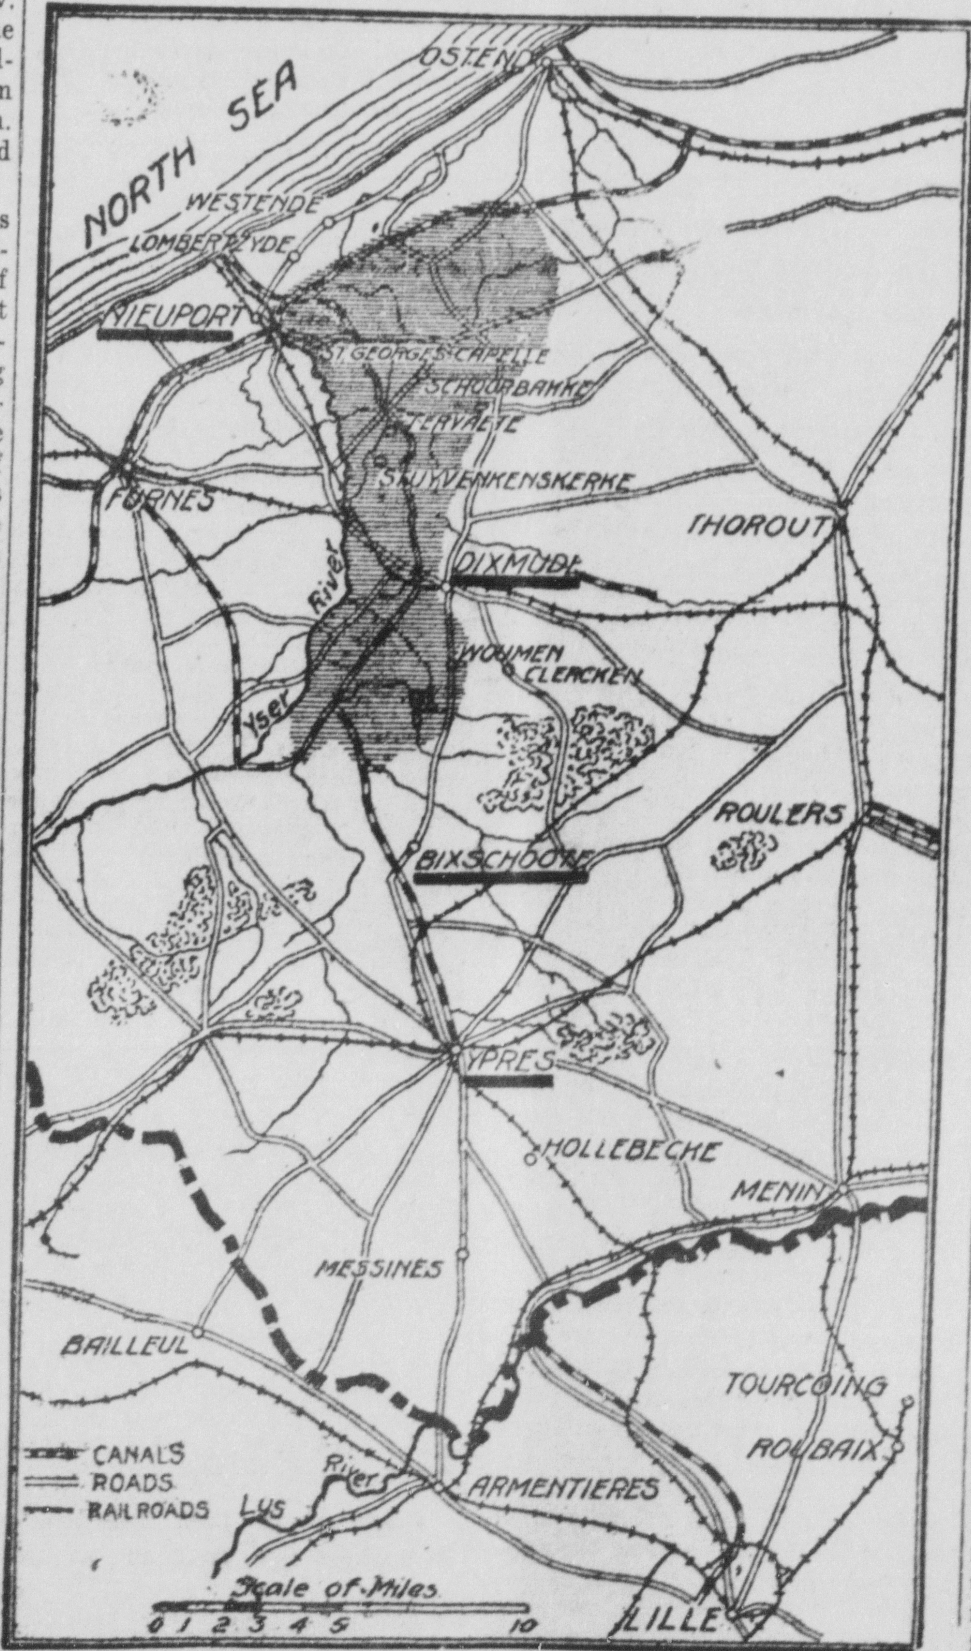 OSTEND
NORTH SEA
WESTENDE
LOMBERTZYDE
NIEUPORT
ST. GEORGES-CAPELLE
SCHOORBAKKE
TERVAETE
STUYVENKENSKERKE
FURNES
THOROUT
DIXMUDE
River
WOUMEN
CLERCKEN
Yser
ROULERS
BIXSCHOOTE
YPRES
HOLLEBECKE
MENIN
MESSINES
BAILLEUL
TOURCOING
ROUBAIX
CANALS
ROADS
RAILROADS
River
Lys
ARMENTIERES
Scale of Miles
0 1 2 3 4 5 10
LILLE